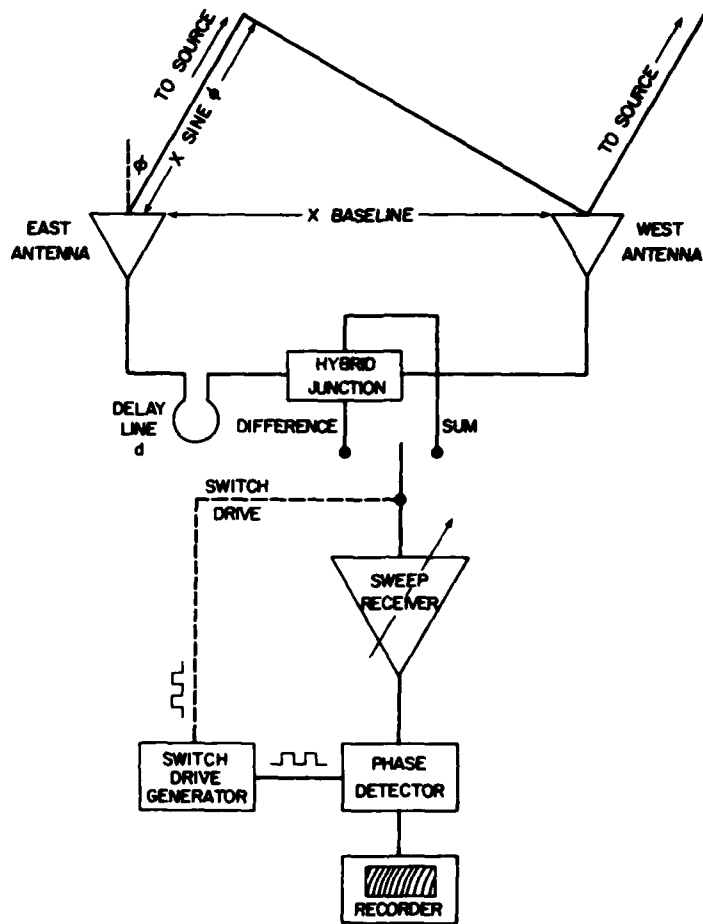 TO SOURCE
X SINE ϕ
TO SOURCE
ϕ
X BASELINE
EAST
ANTENNA
WEST
ANTENNA
HYBRID
JUNCTION
DELAY
LINE
d
DIFFERENCE
SUM
SWITCH
DRIVE
SWEEP
RECEIVER
SWITCH
DRIVE
GENERATOR
PHASE
DETECTOR
RECORDER